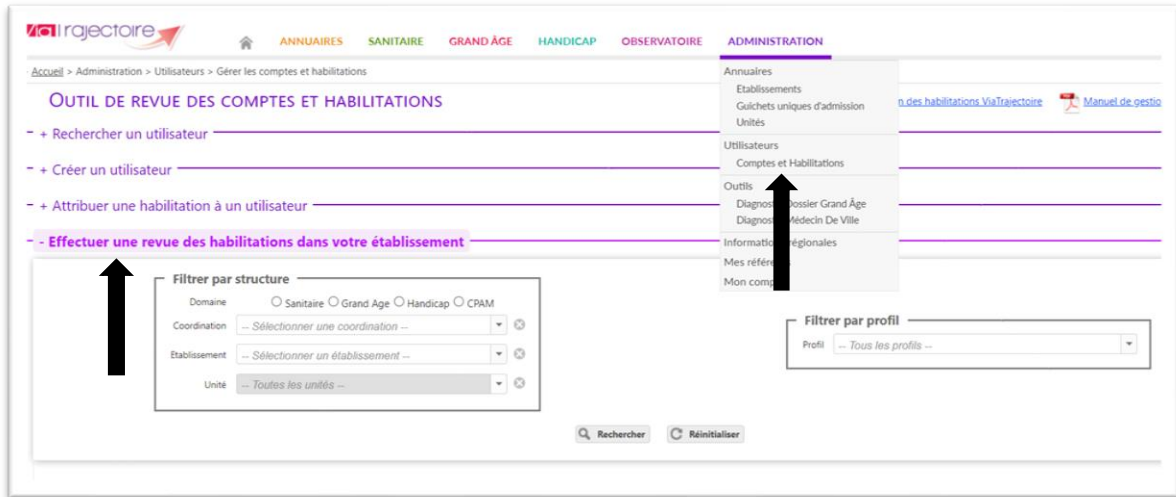 ViaTrajectoire
ANNUAIRES SANITAIRE GRAND ÂGE HANDICAP OBSERVATOIRE ADMINISTRATION
Accueil > Administration > Utilisateurs > Gérer les comptes et habilitations
OUTIL DE REVUE DES COMPTES ET HABILITATIONS
n des habilitations ViaTrajectoire Manuel de gestio
+ Rechercher un utilisateur
+ Créer un utilisateur
+ Attribuer une habilitation à un utilisateur
- Effectuer une revue des habilitations dans votre établissement
Annuaires
Etablissements
Guichets uniques d'admission
Unités
Utilisateurs
Comptes et Habilitations
Outils
Diagnost Dossier Grand Âge
Diagnost Médecin De Ville
Information régionales
Mes référe
Mon comp
Filtrer par structure
Domaine Sanitaire Grand Age Handicap CPAM
Coordination -- Sélectionner une coordination --
Etablissement -- Sélectionner un établissement --
Unité -- Toutes les unités --
Filtrer par profil
Profil -- Tous les profils --
Rechercher Réinitialiser